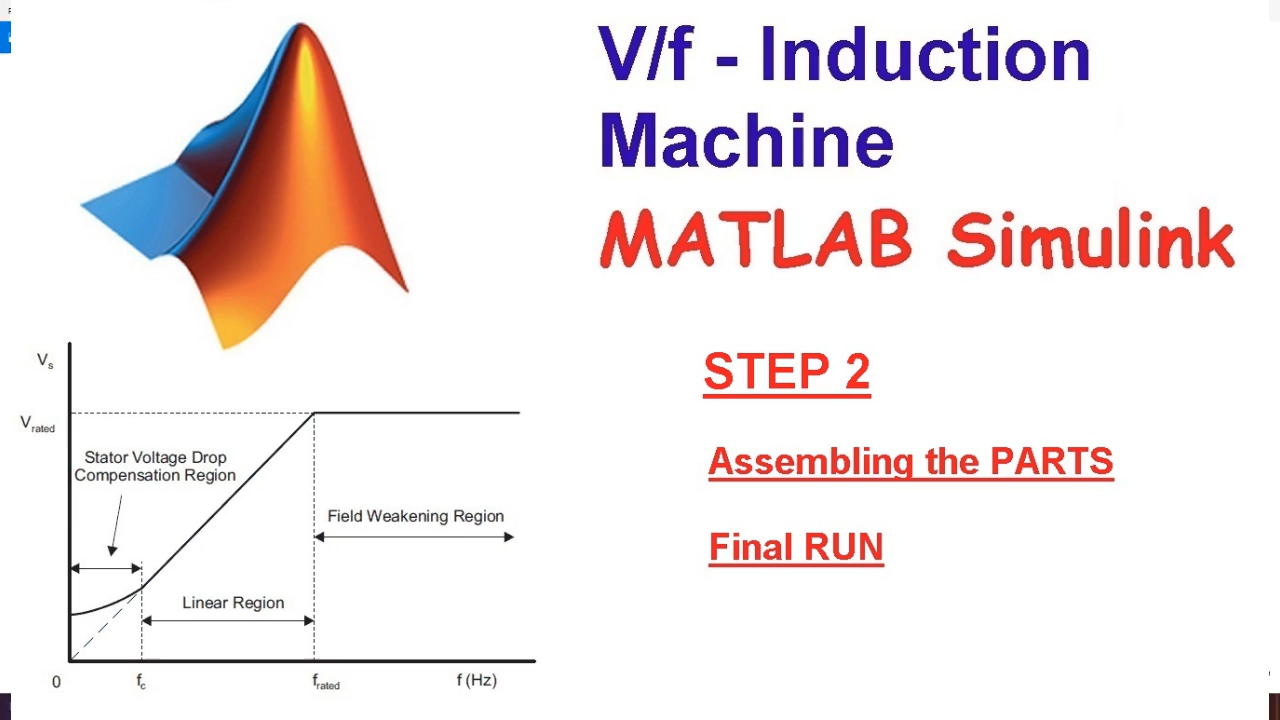 V/f - Induction
Machine
MATLAB Simulink
STEP 2
Assembling the PARTS
Final RUN
Vs
Vrated
Stator Voltage Drop
Compensation Region
Field Weakening Region
Linear Region
0
fc
frated
f (Hz)